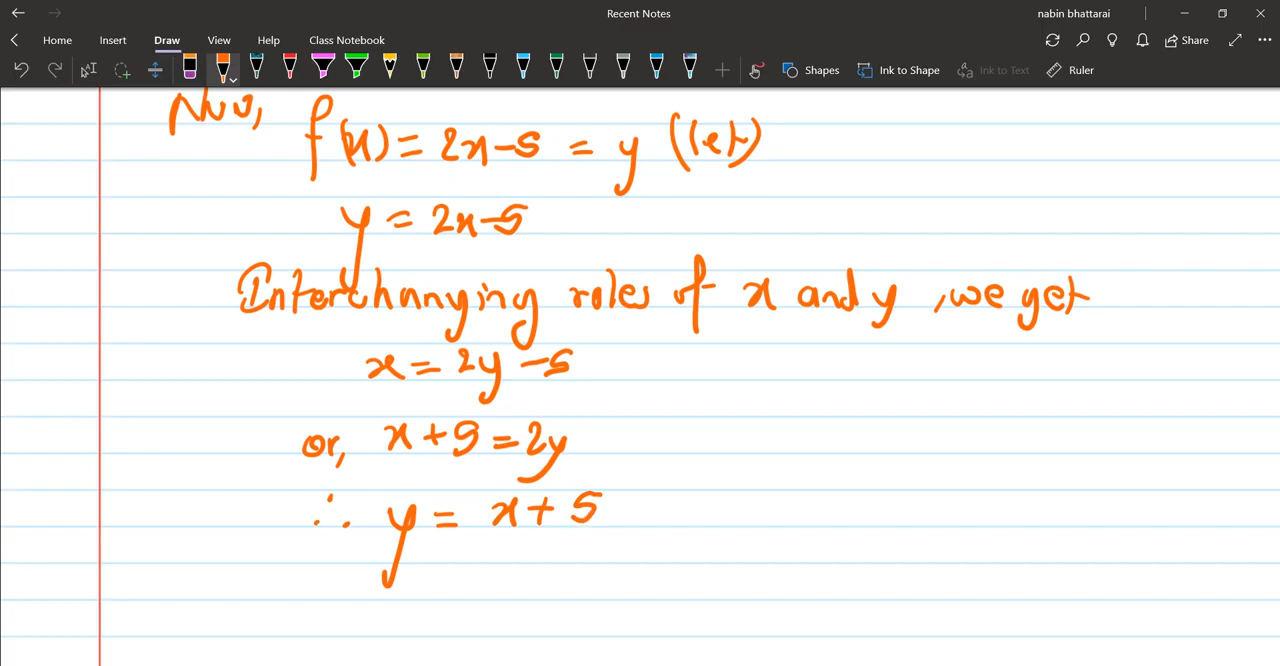 Recent Notes
nabin bhattarai
Home Insert Draw View Help Class Notebook
Share
Shapes Ink to Shape Ink to Text Ruler
Now,
f(x) = 2x-5 = y (let)
y = 2x-5
Interchanging roles of x and y, we get
x = 2y -5
or, x+5 = 2y
∴ y = x+5